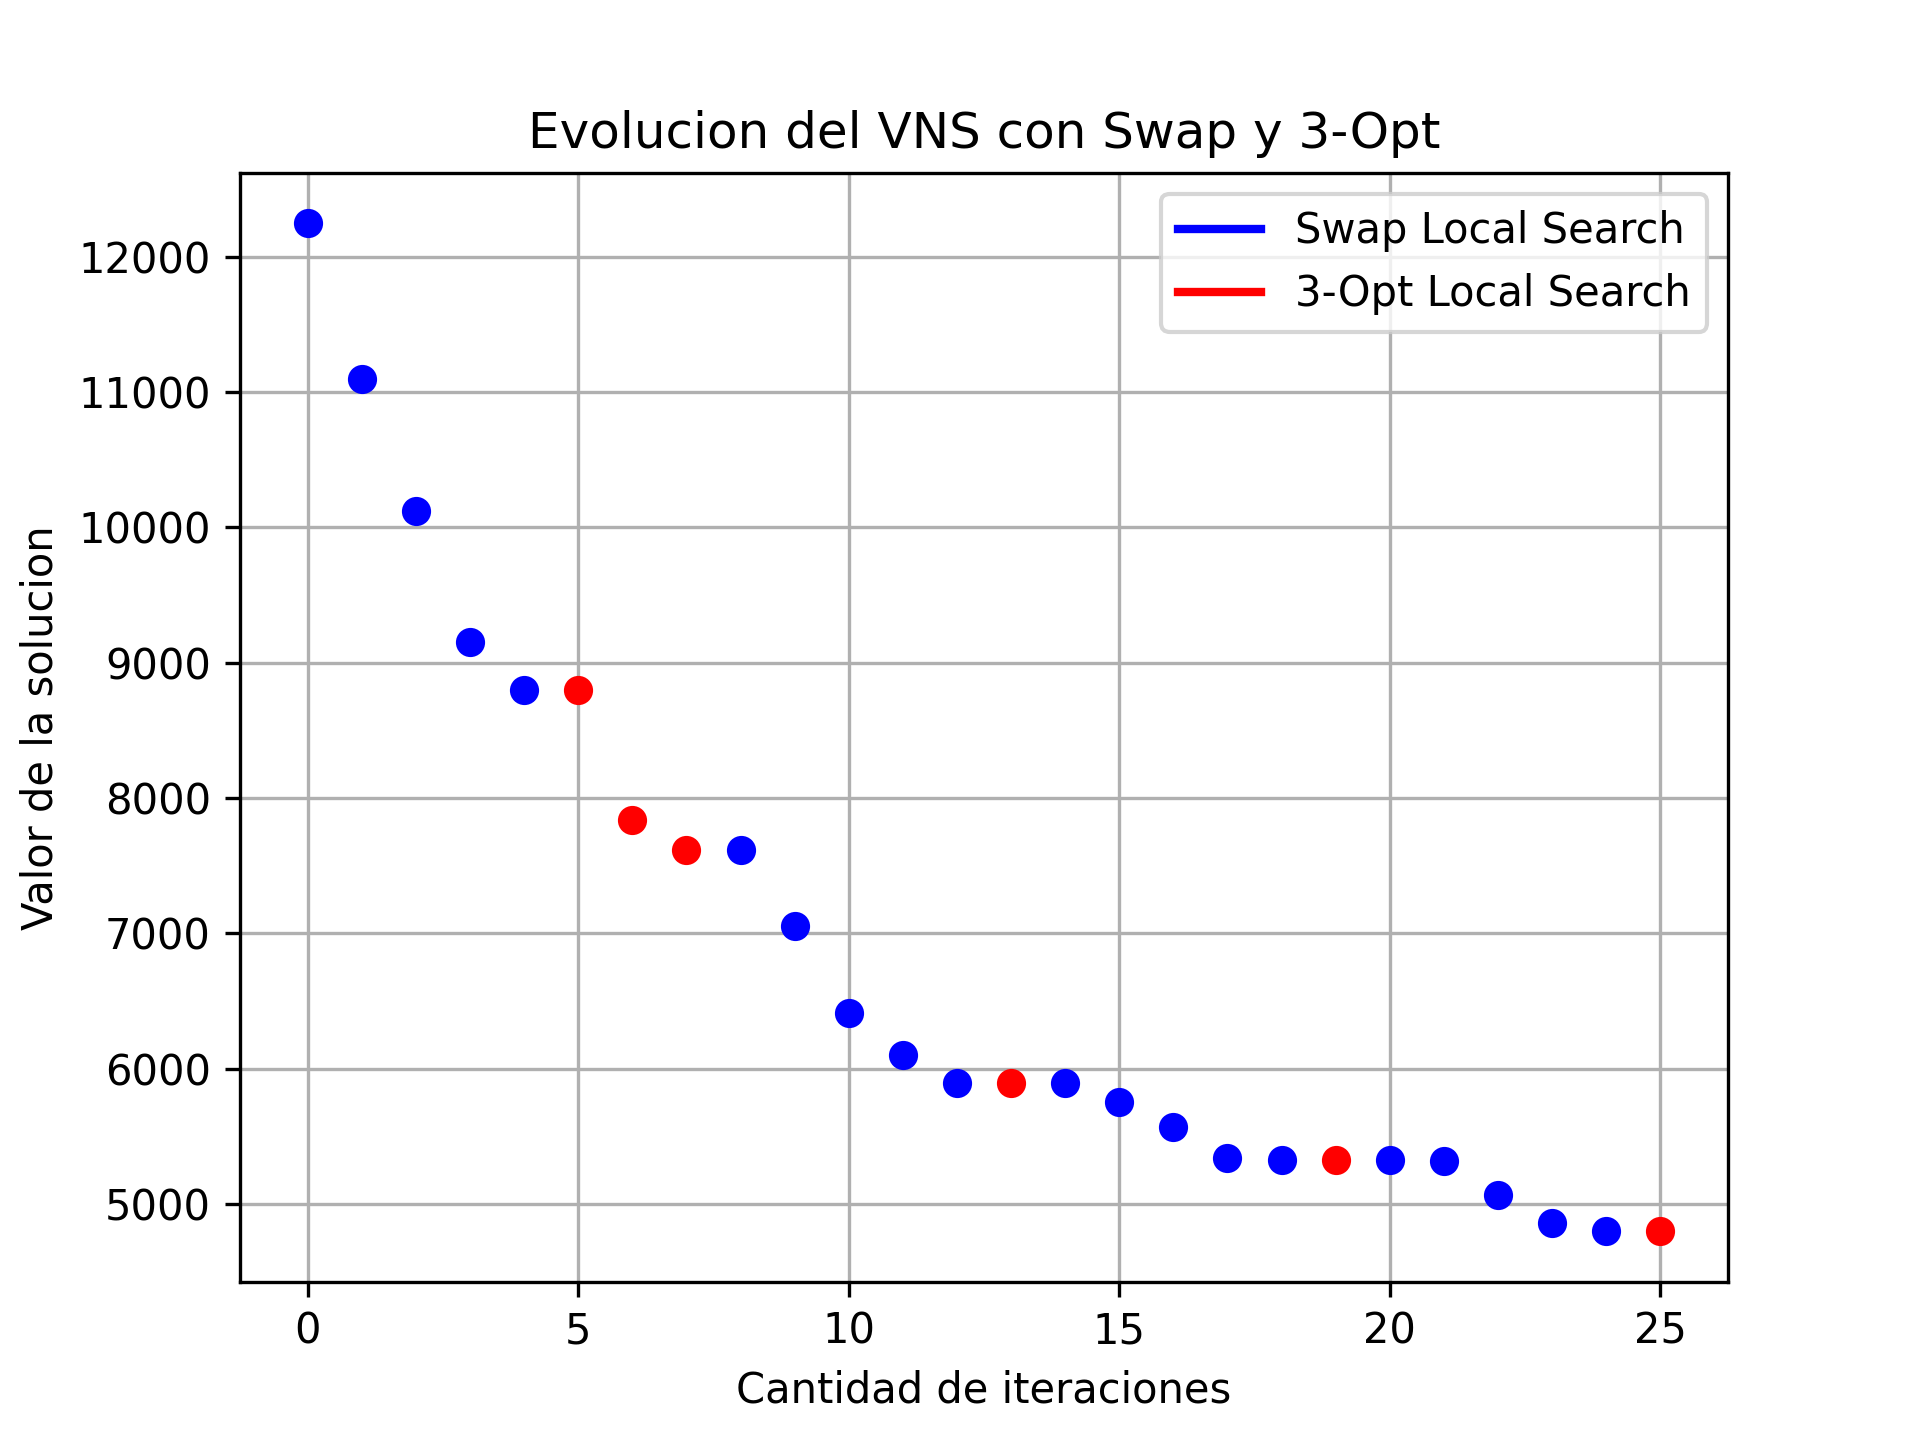 Evolucion del VNS con Swap y 3-Opt
Swap Local Search
3-Opt Local Search
12000
11000
10000
9000
8000
7000
6000
5000
Valor de la solucion
0 5 10 15 20 25
Cantidad de iteraciones